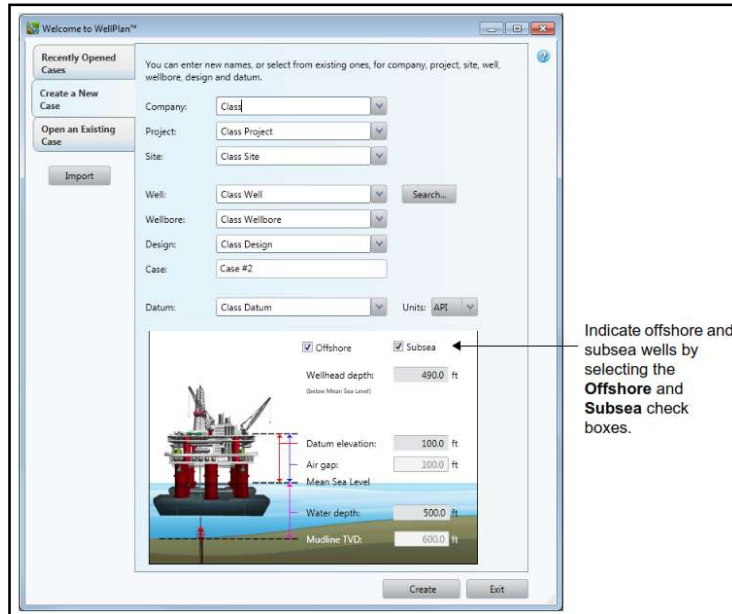 Welcome to WellPlan™
Recently Opened
Cases
Create a New
Case
Open an Existing
Case
Import
You can enter new names, or select from existing ones, for company, project, site, well,
wellbore, design and datum.
Company: Class
Project: Class Project
Site: Class Site
Well: Class Well Search...
Wellbore: Class Wellbore
Design: Class Design
Case: Case #2
Datum: Class Datum Units: API
Offshore Subsea
Wellhead depth: 490.0 ft
(below Mean Sea Level)
Datum elevation: 100.0 ft
Air gap: 100.0 ft
Mean Sea Level
Water depth: 500.0 ft
Mudline TVD: 600.0 ft
Create Exit
Indicate offshore and
subsea wells by
selecting the
Offshore and
Subsea check
boxes.